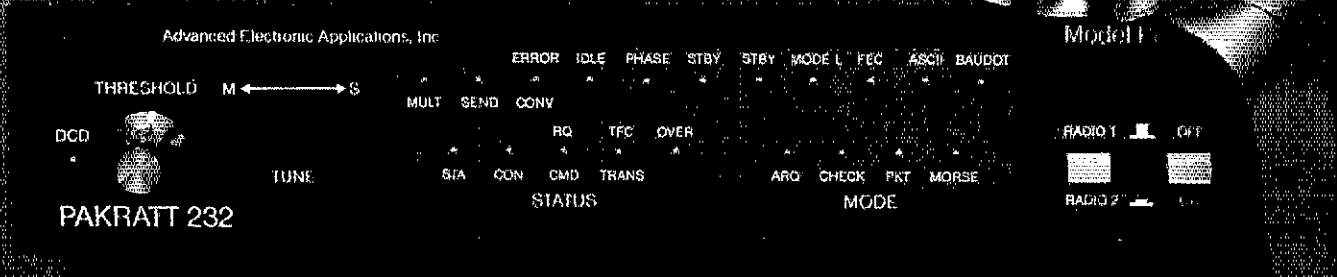 Advanced Electronic Applications, Inc
Model
ERROR IDLE PHASE STBY STBY MODE L FEC ASCII BAUDOT
THRESHOLD M S
MULT SEND CONV
DCD RQ TFC OVER RADIO 1 OFF
TUNE STA CON CMD TRANS ARQ CHECK PKT MORSE
STATUS MODE RADIO 2
PAKRATT 232